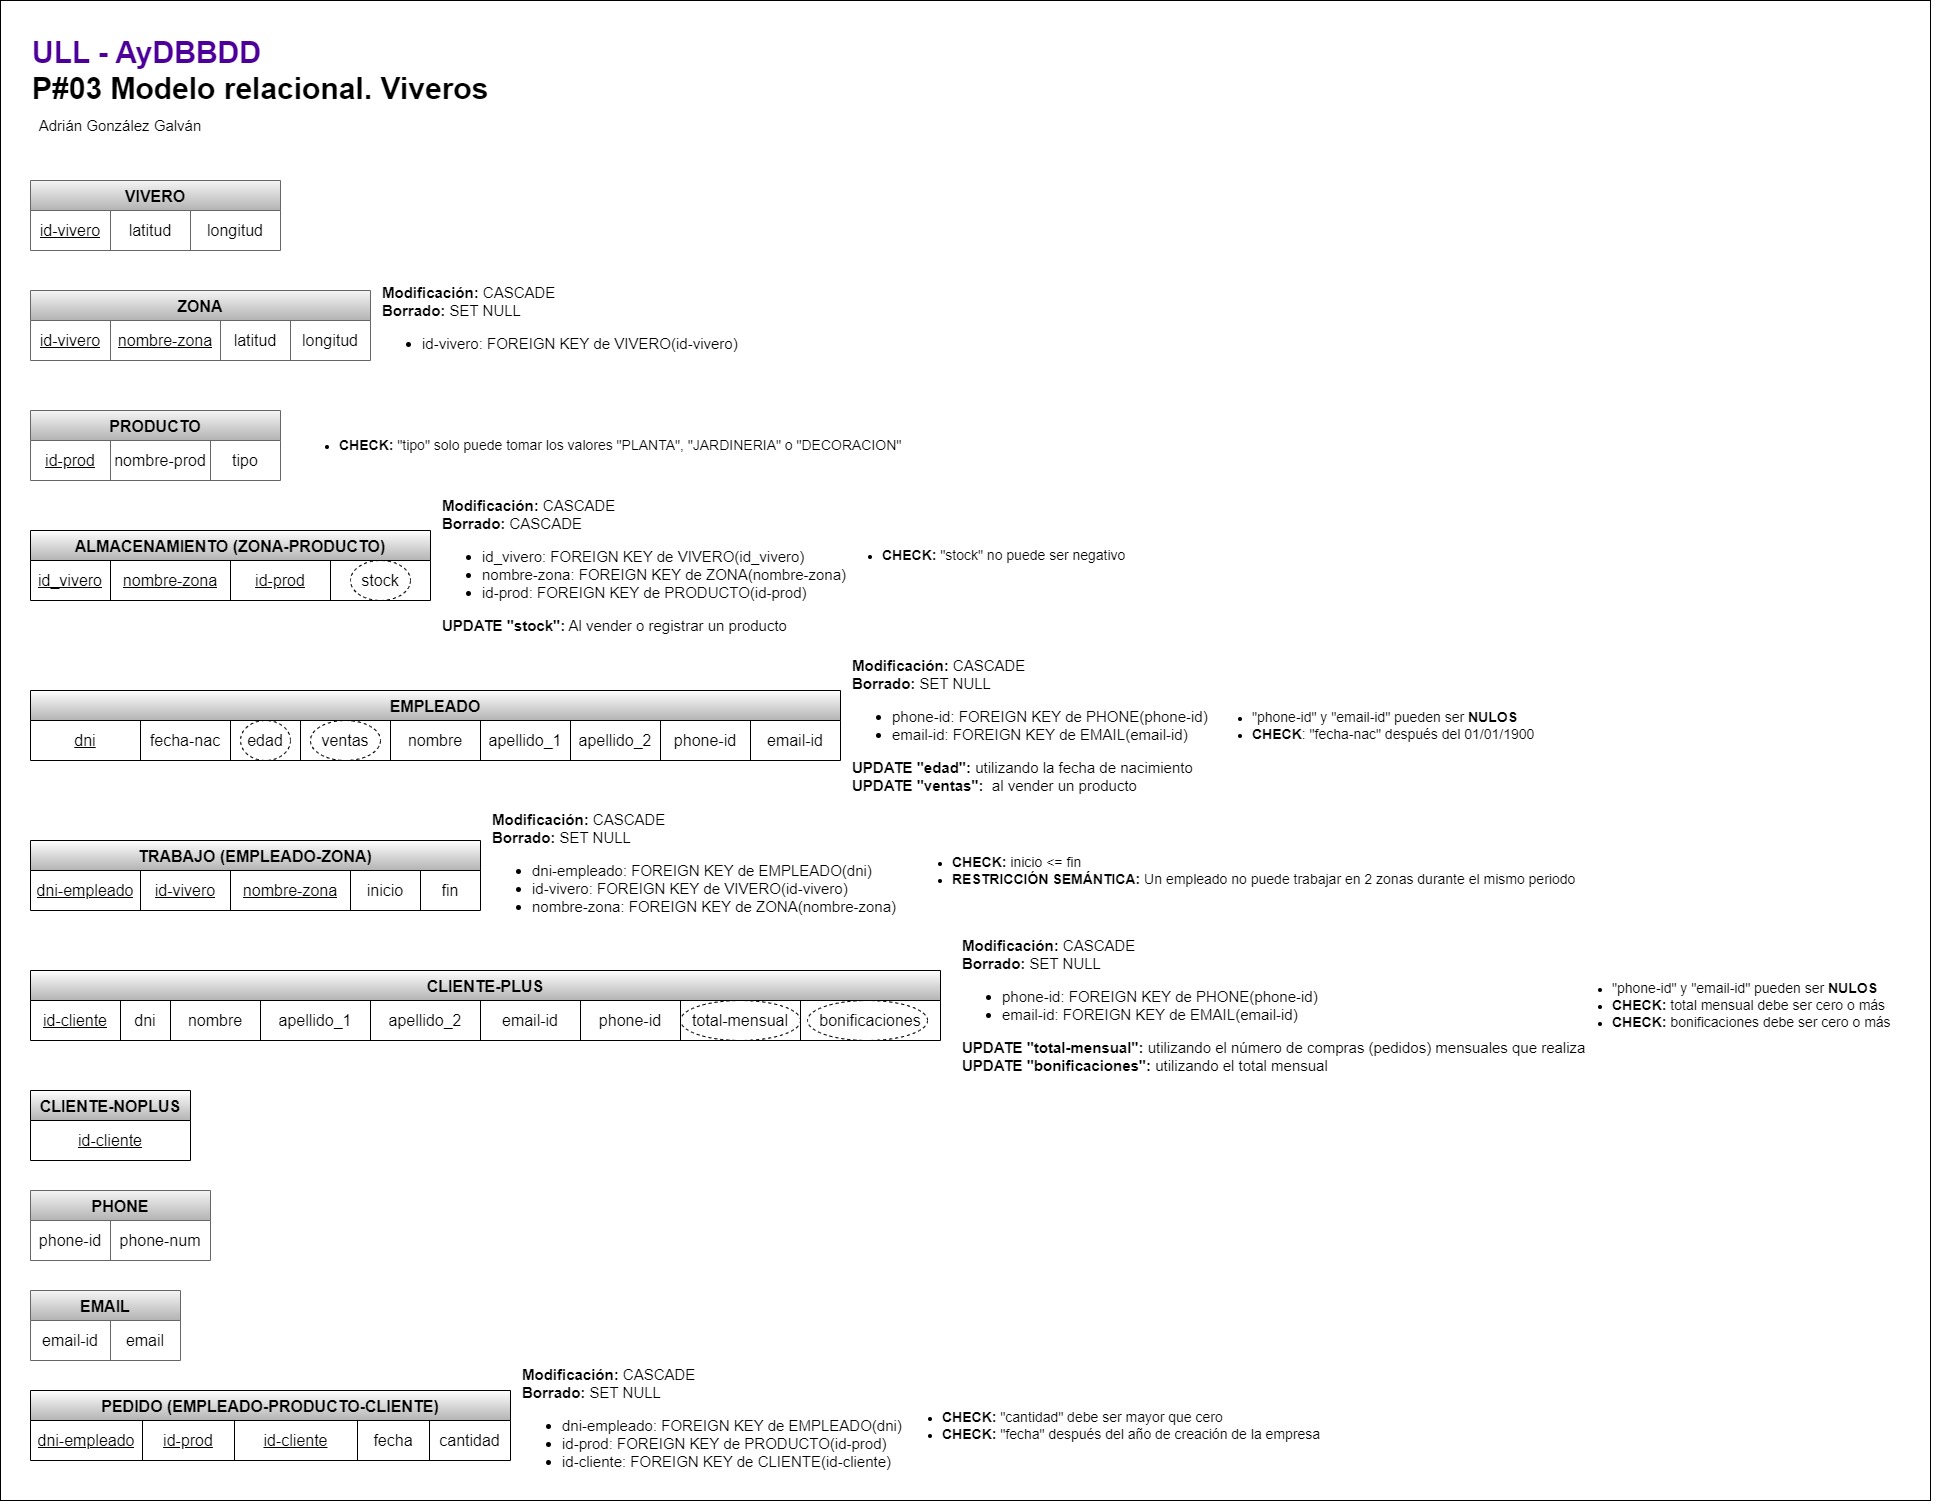 ULL - AyDBBDD
P#03 Modelo relacional. Viveros
Adrián González Galván
VIVERO
id-vivero latitud longitud
ZONA
id-vivero nombre-zona latitud longitud
Modificación: CASCADE
Borrado: SET NULL
id-vivero: FOREIGN KEY de VIVERO(id-vivero)
PRODUCTO
id-prod nombre-prod tipo
CHECK: "tipo" solo puede tomar los valores "PLANTA", "JARDINERIA" o "DECORACION"
ALMACENAMIENTO (ZONA-PRODUCTO)
id_vivero nombre-zona id-prod stock
Modificación: CASCADE
Borrado: CASCADE
id_vivero: FOREIGN KEY de VIVERO(id_vivero)
nombre-zona: FOREIGN KEY de ZONA(nombre-zona)
id-prod: FOREIGN KEY de PRODUCTO(id-prod)
UPDATE "stock": Al vender o registrar un producto
CHECK: "stock" no puede ser negativo
EMPLEADO
dni fecha-nac edad ventas nombre apellido_1 apellido_2 phone-id email-id
Modificación: CASCADE
Borrado: SET NULL
phone-id: FOREIGN KEY de PHONE(phone-id)
email-id: FOREIGN KEY de EMAIL(email-id)
UPDATE "edad": utilizando la fecha de nacimiento
UPDATE "ventas": al vender un producto
"phone-id" y "email-id" pueden ser NULOS
CHECK: "fecha-nac" después del 01/01/1900
TRABAJO (EMPLEADO-ZONA)
dni-empleado id-vivero nombre-zona inicio fin
Modificación: CASCADE
Borrado: SET NULL
dni-empleado: FOREIGN KEY de EMPLEADO(dni)
id-vivero: FOREIGN KEY de VIVERO(id-vivero)
nombre-zona: FOREIGN KEY de ZONA(nombre-zona)
CHECK: inicio <= fin
RESTRICCIÓN SEMÁNTICA: Un empleado no puede trabajar en 2 zonas durante el mismo periodo
CLIENTE-PLUS
id-cliente dni nombre apellido_1 apellido_2 email-id phone-id total-mensual bonificaciones
Modificación: CASCADE
Borrado: SET NULL
phone-id: FOREIGN KEY de PHONE(phone-id)
email-id: FOREIGN KEY de EMAIL(email-id)
UPDATE "total-mensual": utilizando el número de compras (pedidos) mensuales que realiza
UPDATE "bonificaciones": utilizando el total mensual
"phone-id" y "email-id" pueden ser NULOS
CHECK: total mensual debe ser cero o más
CHECK: bonificaciones debe ser cero o más
CLIENTE-NOPLUS
id-cliente
PHONE
phone-id phone-num
EMAIL
email-id email
PEDIDO (EMPLEADO-PRODUCTO-CLIENTE)
dni-empleado id-prod id-cliente fecha cantidad
Modificación: CASCADE
Borrado: SET NULL
dni-empleado: FOREIGN KEY de EMPLEADO(dni)
id-prod: FOREIGN KEY de PRODUCTO(id-prod)
id-cliente: FOREIGN KEY de CLIENTE(id-cliente)
CHECK: "cantidad" debe ser mayor que cero
CHECK: "fecha" después del año de creación de la empresa